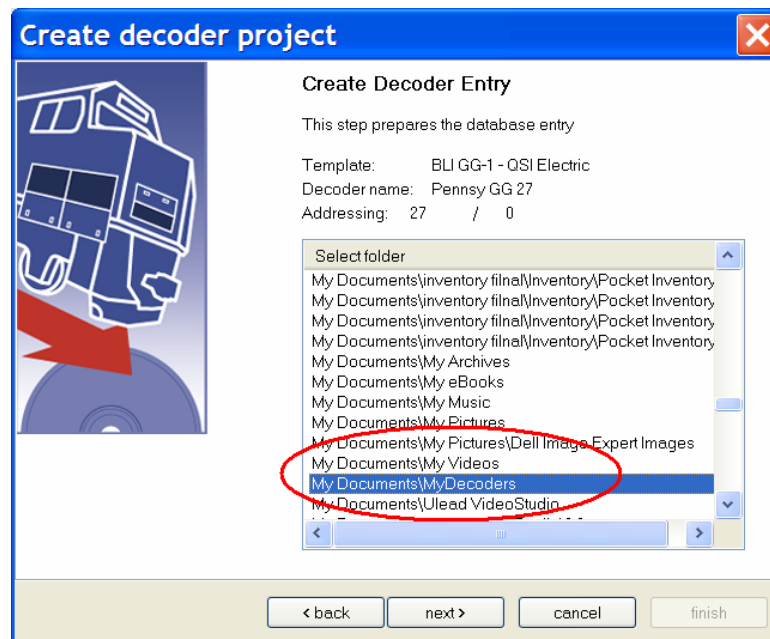 Create decoder project
Create Decoder Entry
This step prepares the database entry
Template: BLI GG-1 - QSI Electric
Decoder name: Pennsy GG 27
Addressing: 27 / 0
Select folder
My Documents\inventory filnal\Inventory\Pocket Inventory
My Documents\inventory filnal\Inventory\Pocket Inventory
My Documents\inventory filnal\Inventory\Pocket Inventory
My Documents\inventory filnal\Inventory\Pocket Inventory
My Documents\My Archives
My Documents\My eBooks
My Documents\My Music
My Documents\My Pictures
My Documents\My Pictures\Dell Image Expert Images
My Documents\My Videos
My Documents\MyDecoders
My Documents\Ulead VideoStudio
< back next > cancel finish